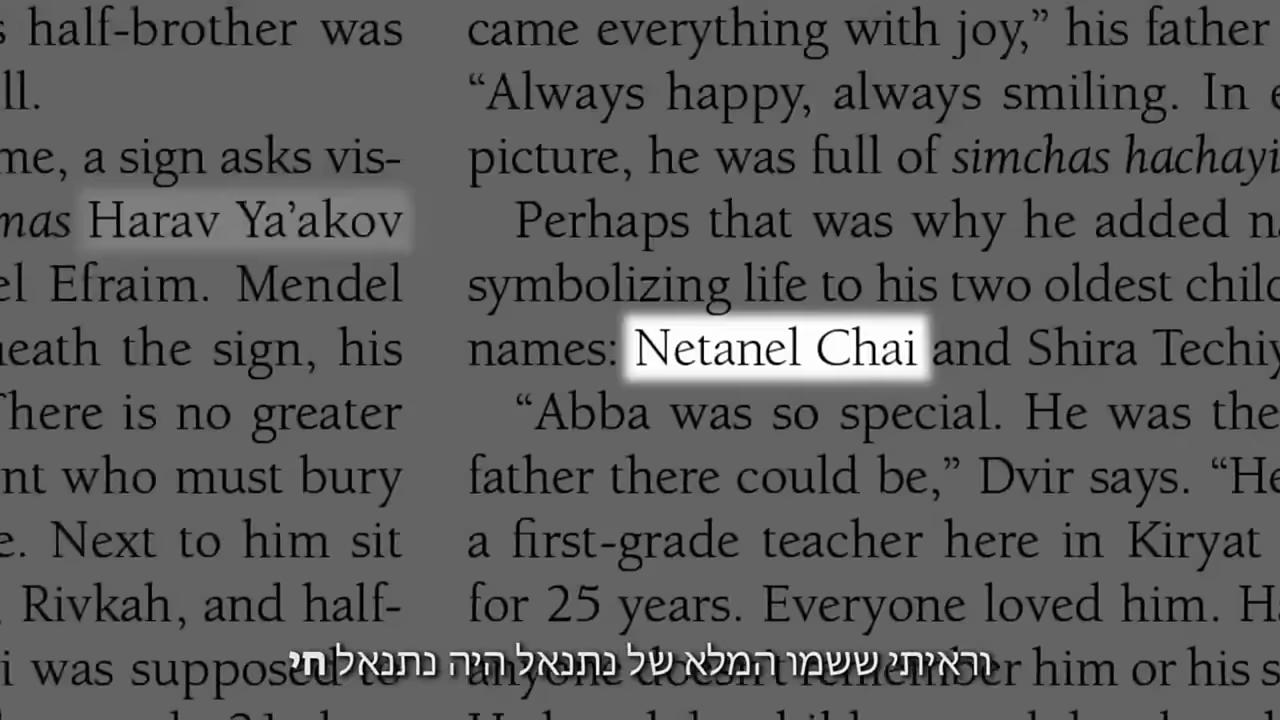 half-brother was
ll.
me, a sign asks vis-
mas Harav Ya’akov
el Efraim. Mendel
neath the sign, his
There is no greater
nt who must bury
e. Next to him sit
, Rivkah, and half-
i was supposed to
came everything with joy,” his father
“Always happy, always smiling. In
picture, he was full of simchas hachayi
Perhaps that was why he added
symbolizing life to his two oldest child
names: Netanel Chai and Shira Techiy
“Abba was so special. He was the
father there could be,” Dvir says. “He
a first-grade teacher here in Kiryat
for 25 years. Everyone loved him. H
anyone doesn’t remember him or his s
וראיתי ששמו המלא של נתנאל היה נתנאל חי